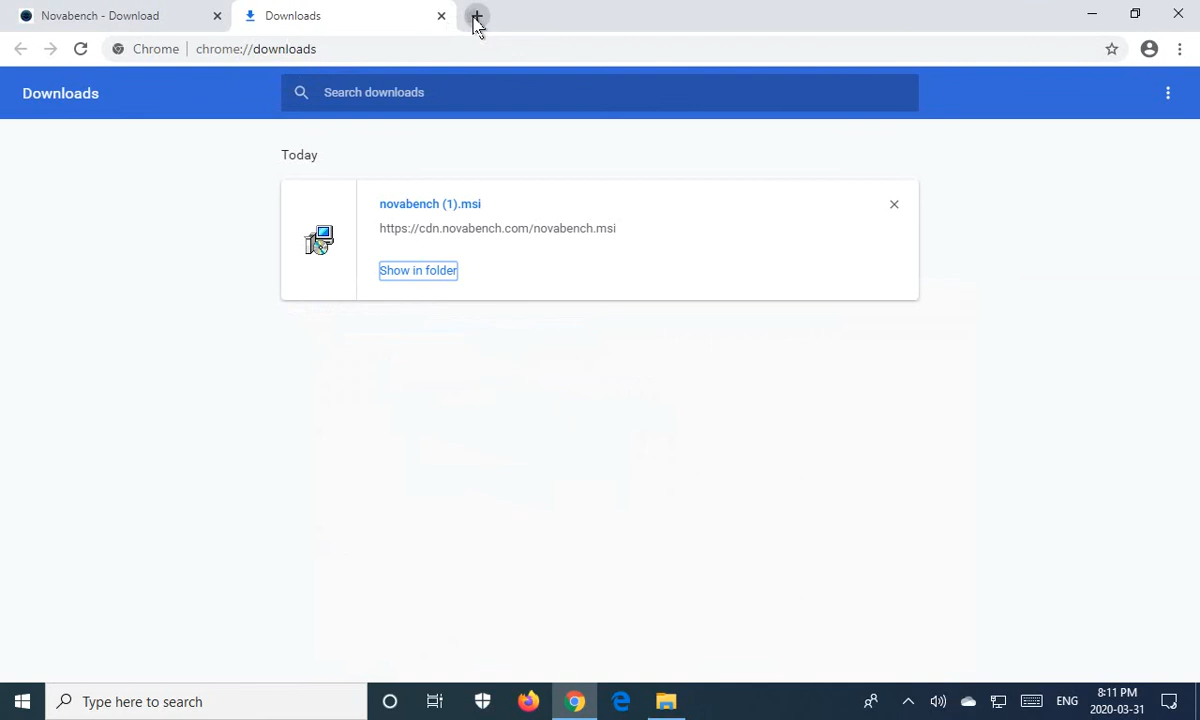 Novabench - Download
Downloads
Chrome
chrome://downloads
Downloads
Search downloads
Today
novabench (1).msi
https://cdn.novabench.com/novabench.msi
Show in folder
Type here to search
ENG
8:11 PM
2020-03-31